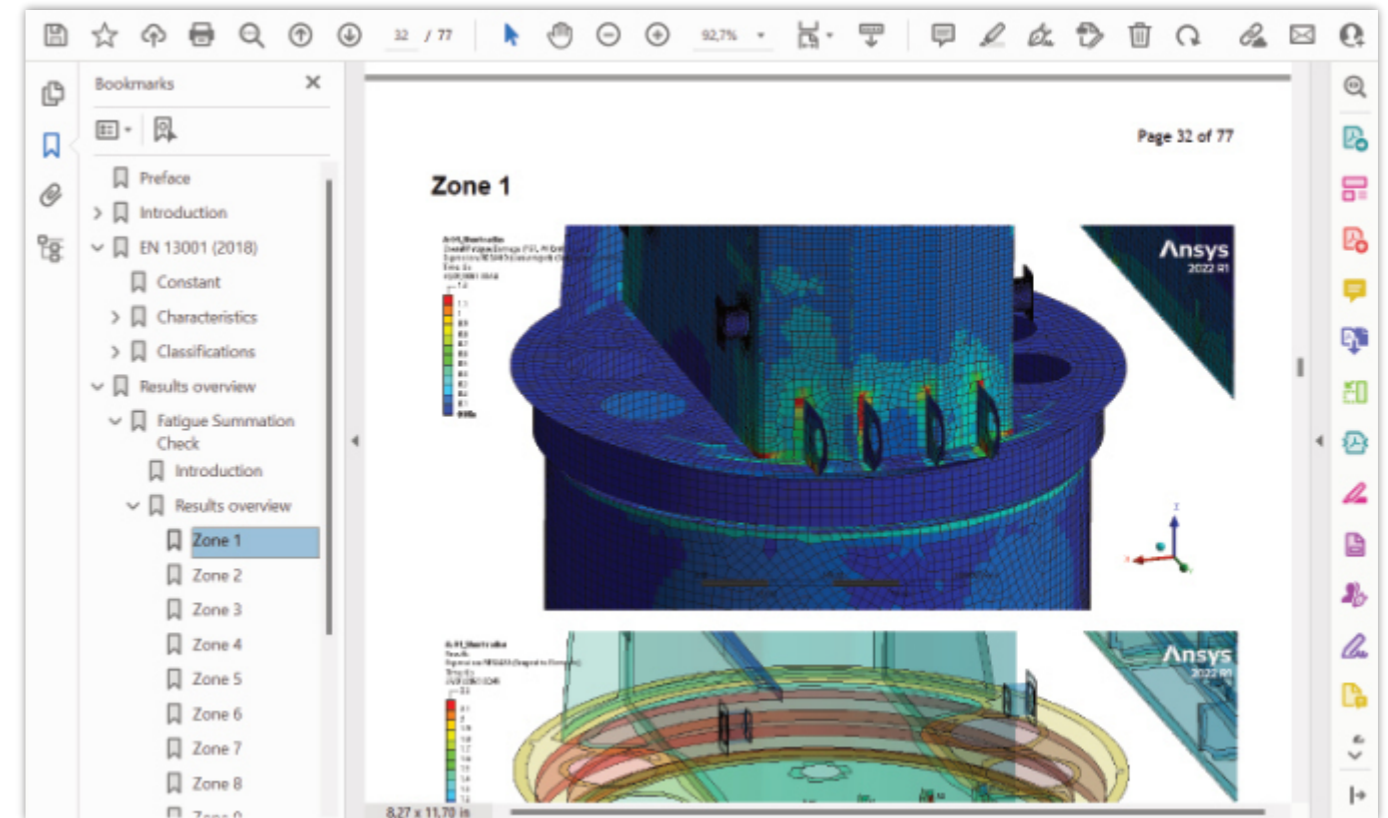 32 / 77
92,7%
Bookmarks
Preface
Introduction
EN 13001 (2018)
Constant
Characteristics
Classifications
Results overview
Fatigue Summation
Check
Introduction
Results overview
Zone 1
Zone 2
Zone 3
Zone 4
Zone 5
Zone 6
Zone 7
Zone 8
Page 32 of 77
Zone 1
Ansys
2022 R1
Ansys
2022 R1
8,27 x 11,70 in